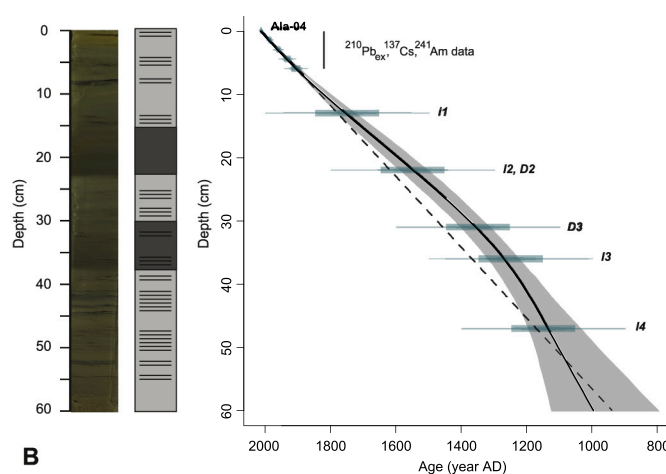 0
10
20
30
40
50
60
Depth (cm)
B
Ala-04
210Pbex,137Cs,241Am data
I1
I2, D2
D3
I3
I4
0
10
20
30
40
50
60
Depth (cm)
2000 1800 1600 1400 1200 1000 800
Age (year AD)